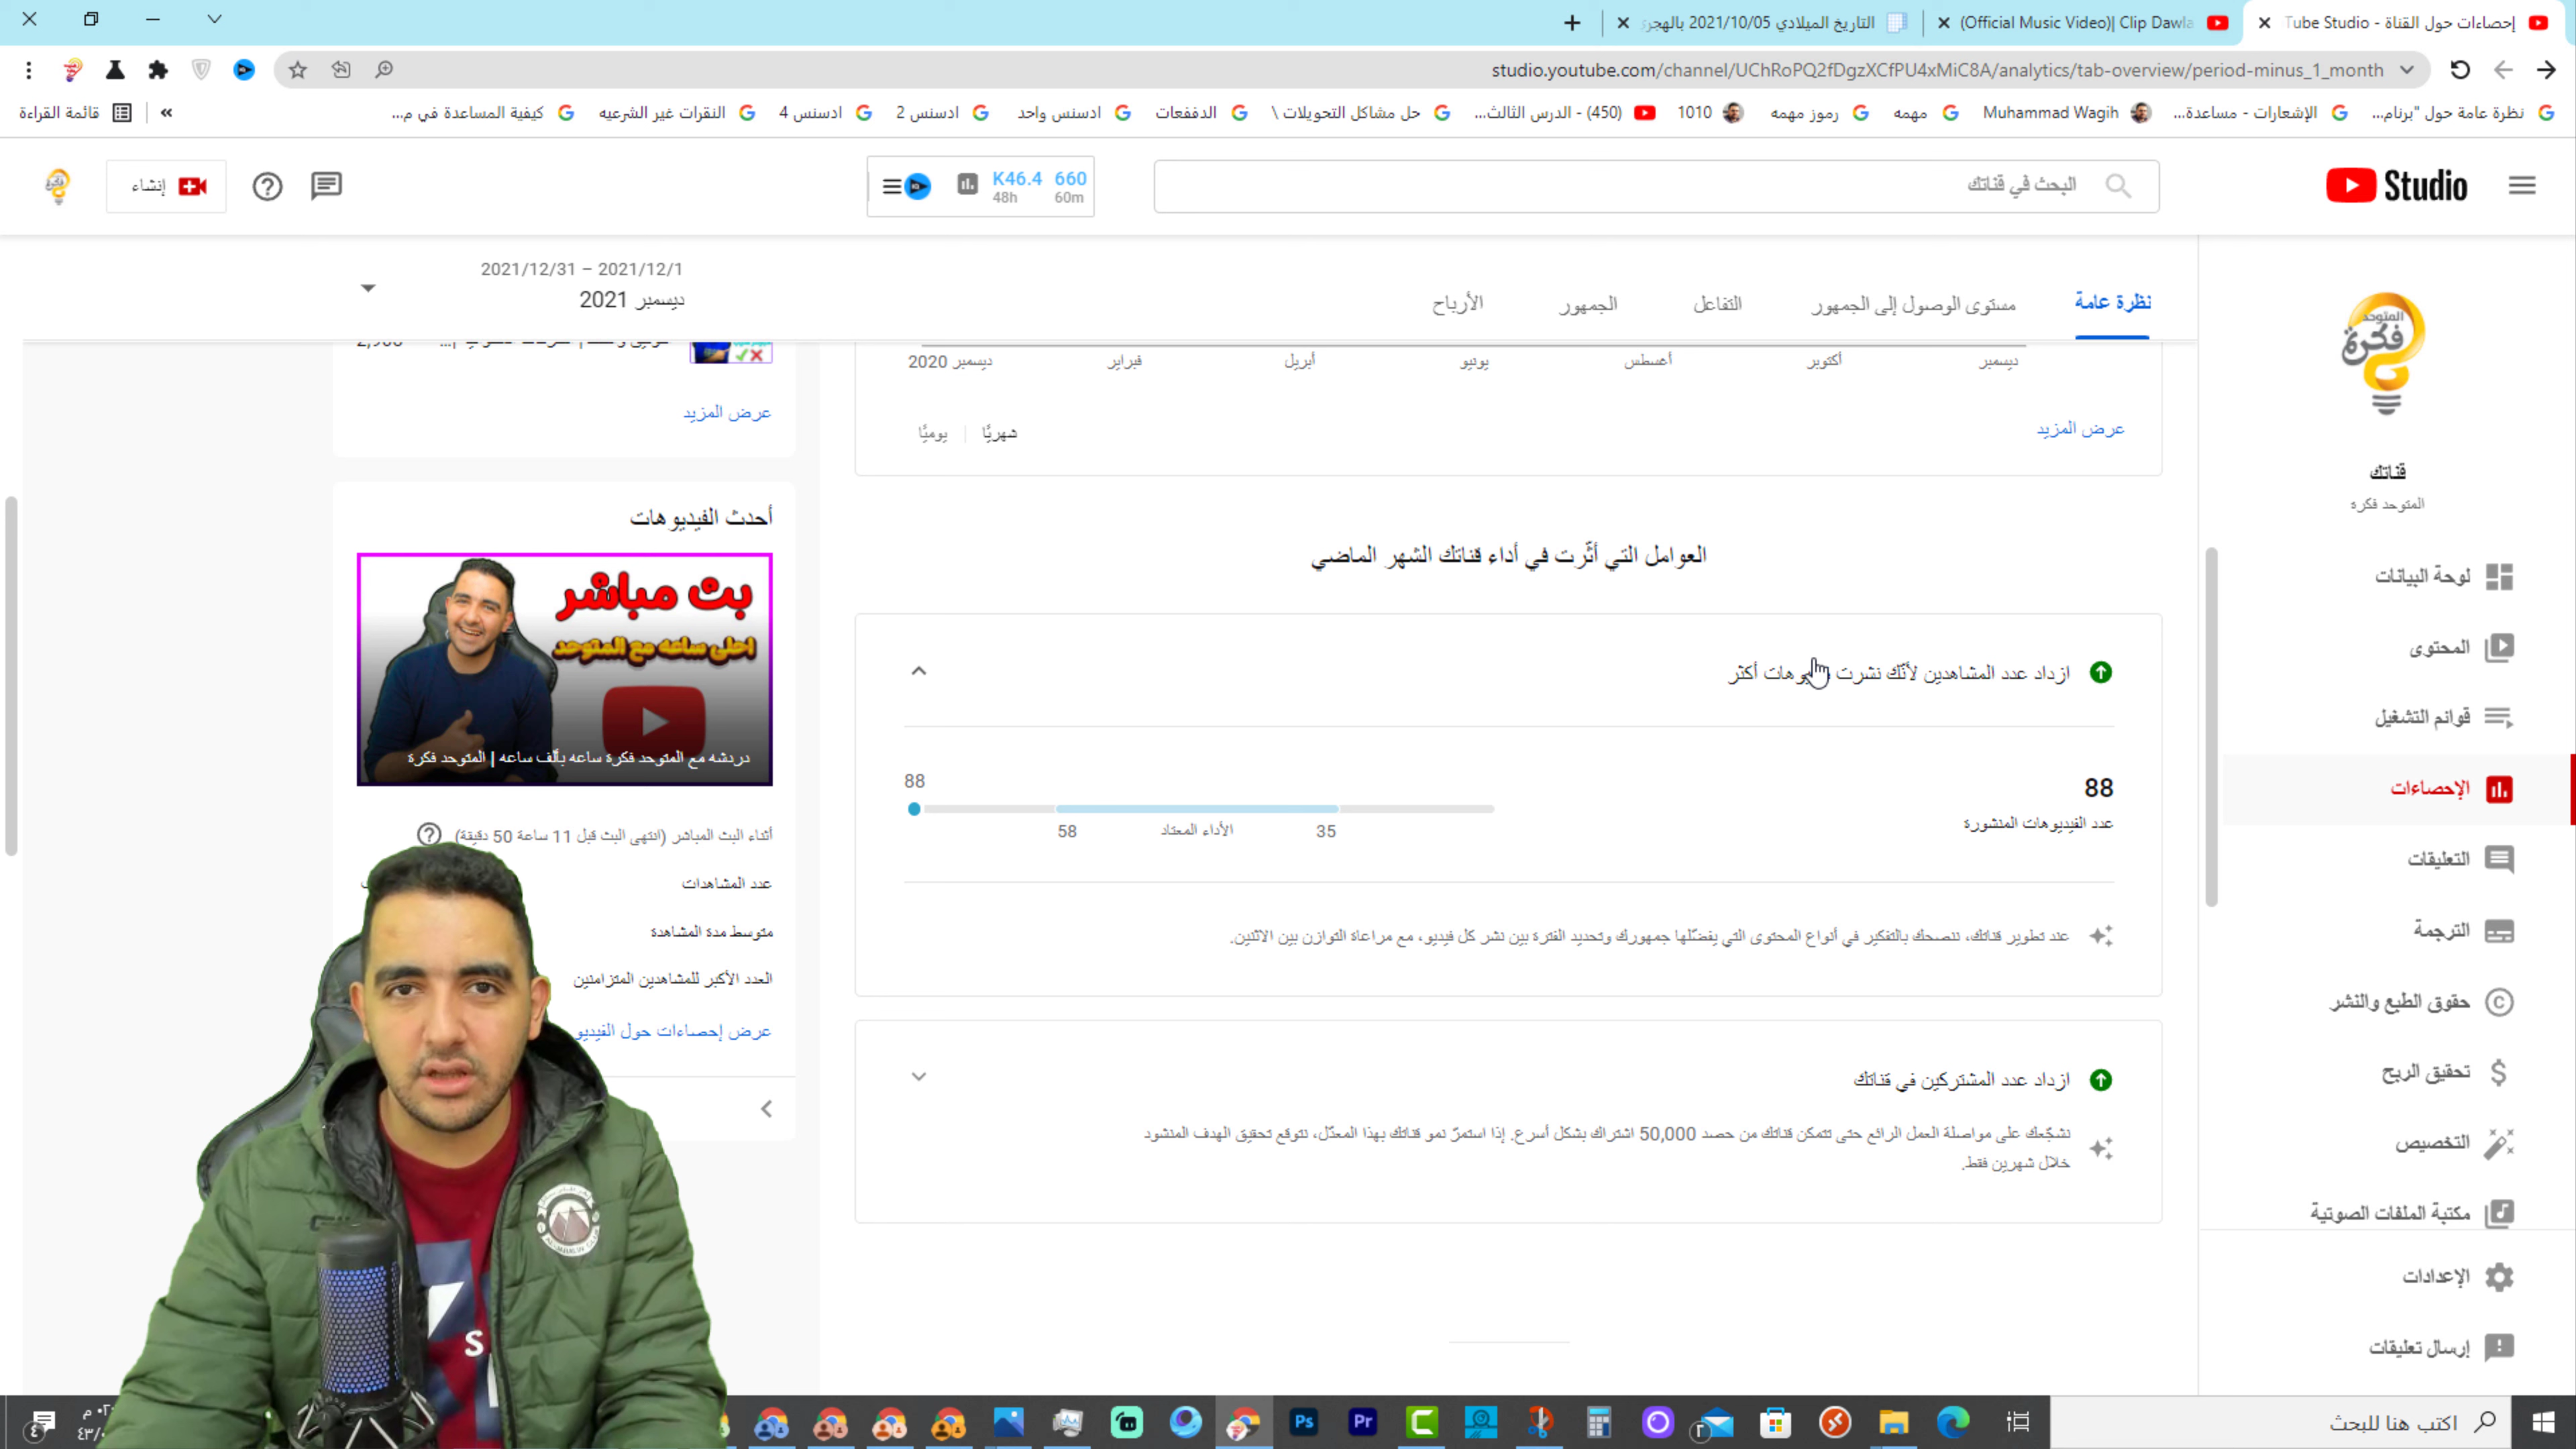 إحصاءات حول القناة - Tube Studio
(Official Music Video)| Clip Dawla
التاريخ الميلادي 2021/10/05 بالهجري
studio.youtube.com/channel/UChRoPQ2fDgzXCfPU4xMiC8A/analytics/tab-overview/period-minus_1_month
نظرة عامة حول "برنام...
الإشعارات - مساعدة...
Muhammad Wagih
مهمه
رموز مهمه
1010
(450) - الدرس الثالث...
حل مشاكل التحويلات \
الدفعات
ادسنس واحد
ادسنس 2
ادسنس 4
النقرات غير الشرعيه
كيفية المساعدة في م...
»
قائمة القراءة
Studio
البحث في قناتك
660
60m
K46.4
48h
إنشاء
المتوحد
فكرة
قناتك
المتوحد فكرة
لوحة البيانات
المحتوى
قوائم التشغيل
الإحصاءات
التعليقات
الترجمة
حقوق الطبع والنشر
تحقيق الربح
التخصيص
مكتبة الملفات الصوتية
الإعدادات
إرسال تعليقات
نظرة عامة
مستوى الوصول إلى الجمهور
التفاعل
الجمهور
الأرباح
2021/12/1 – 2021/12/31
ديسمبر 2021
ديسمبر
أكتوبر
أغسطس
يونيو
أبريل
فبراير
ديسمبر 2020
عرض المزيد
شهريًا
يوميًا
العوامل التي أثّرت في أداء قناتك الشهر الماضي
ازداد عدد المشاهدين لأنّك نشرت فيديوهات أكثر
88
عدد الفيديوهات المنشورة
88
35
الأداء المعتاد
58
عند تطوير قناتك، ننصحك بالتفكير في أنواع المحتوى التي يفضّلها جمهورك وتحديد الفترة بين نشر كل فيديو، مع مراعاة التوازن بين الاثنين.
ازداد عدد المشتركين في قناتك
نشجّعك على مواصلة العمل الرائع حتى تتمكن قناتك من حصد 50,000 اشتراك بشكل أسرع. إذا استمرّ نمو قناتك بهذا المعدّل، نتوقع تحقيق الهدف المنشود
خلال شهرين فقط.
عرض المزيد
أحدث الفيديوهات
بث مباشر
احلى ساعه مع المتوحد
دردشه مع المتوحد فكرة ساعه بألف ساعه | المتوحد فكرة
أثناء البث المباشر (انتهى البث قبل 11 ساعة 50 دقيقة)
عدد المشاهدات
متوسط مدة المشاهدة
العدد الأكبر للمشاهدين المتزامنين
عرض إحصاءات حول الفيديو
اكتب هنا للبحث
Pr
Ps